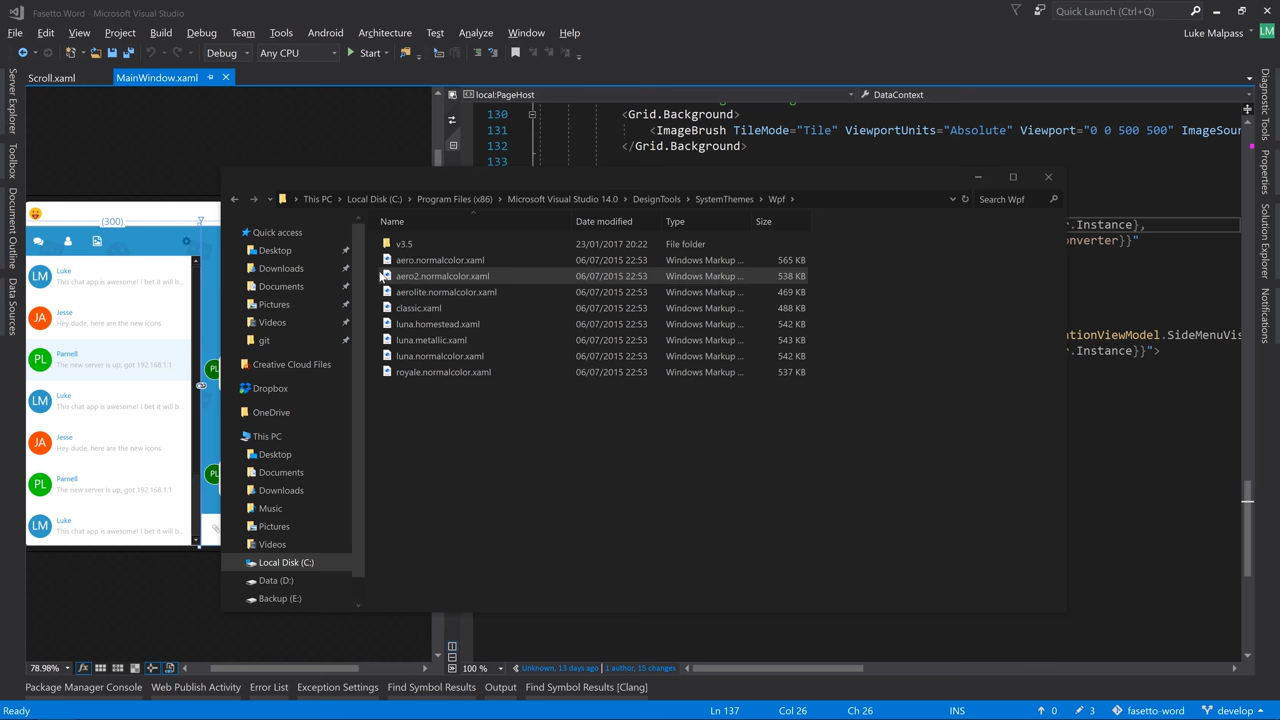 Fasetto.Word - Microsoft Visual Studio
Quick Launch (Ctrl+Q)
File Edit View Project Build Debug Team Tools Android Architecture Test Analyze Window Help
Luke Malpass LM
Debug Any CPU Start
Scroll.xaml MainWindow.xaml
local:PageHost DataContext
130 <Grid.Background>
131 <ImageBrush TileMode="Tile" ViewportUnits="Absolute" Viewport="0 0 500 500" ImageSou
132 </Grid.Background>
133
This PC Local Disk (C:) Program Files (x86) Microsoft Visual Studio 14.0 DesignTools SystemThemes Wpf
Search Wpf
Name Date modified Type Size
v3.5 23/01/2017 20:22 File folder
aero.normalcolor.xaml 06/07/2015 22:53 Windows Markup ... 565 KB
aero2.normalcolor.xaml 06/07/2015 22:53 Windows Markup ... 538 KB
aerolite.normalcolor.xaml 06/07/2015 22:53 Windows Markup ... 469 KB
classic.xaml 06/07/2015 22:53 Windows Markup ... 488 KB
luna.homestead.xaml 06/07/2015 22:53 Windows Markup ... 542 KB
luna.metallic.xaml 06/07/2015 22:53 Windows Markup ... 543 KB
luna.normalcolor.xaml 06/07/2015 22:53 Windows Markup ... 542 KB
royale.normalcolor.xaml 06/07/2015 22:53 Windows Markup ... 537 KB
Quick access
Desktop
Downloads
Documents
Pictures
Videos
git
Creative Cloud Files
Dropbox
OneDrive
This PC
Desktop
Documents
Downloads
Music
Pictures
Videos
Local Disk (C:)
Data (D:)
Backup (E:)
r.Instance},
onverter}}"
ationViewModel.SideMenuVis
r.Instance}}">
(300)
LM Luke
This chat app is awesome! I bet it will b...
JA Jesse
Hey dude, here are the new icons
PL Parnell
The new server is up, got 192.168.1.1
LM Luke
This chat app is awesome! I bet it will b...
JA Jesse
Hey dude, here are the new icons
PL Parnell
The new server is up, got 192.168.1.1
LM Luke
This chat app is awesome! I bet it will b...
PL
PL
Server Explorer
Toolbox
Document Outline
Data Sources
Diagnostic Tools
Solution Explorer
Properties
Notifications
78.98% fx
100 % Unknown, 13 days ago | 1 author, 15 changes
Package Manager Console Web Publish Activity Error List Exception Settings Find Symbol Results Output Find Symbol Results [Clang]
Ready Ln 137 Col 26 Ch 26 INS 0 3 fasetto-word develop